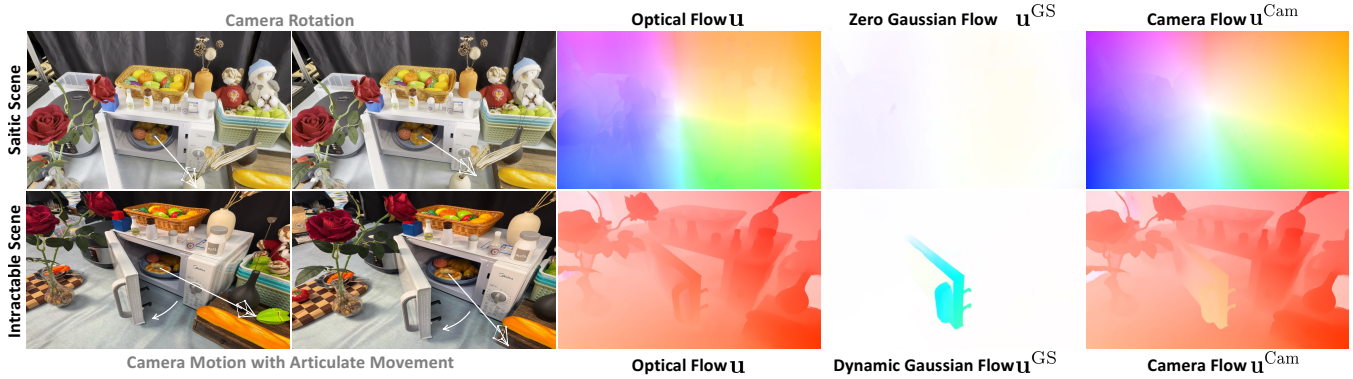 Camera Rotation
Optical Flow u
Zero Gaussian Flow u^GS
Camera Flow u^Cam
Saitic Scene
Intractable Scene
Camera Motion with Articulate Movement
Optical Flow u
Dynamic Gaussian Flow u^GS
Camera Flow u^Cam